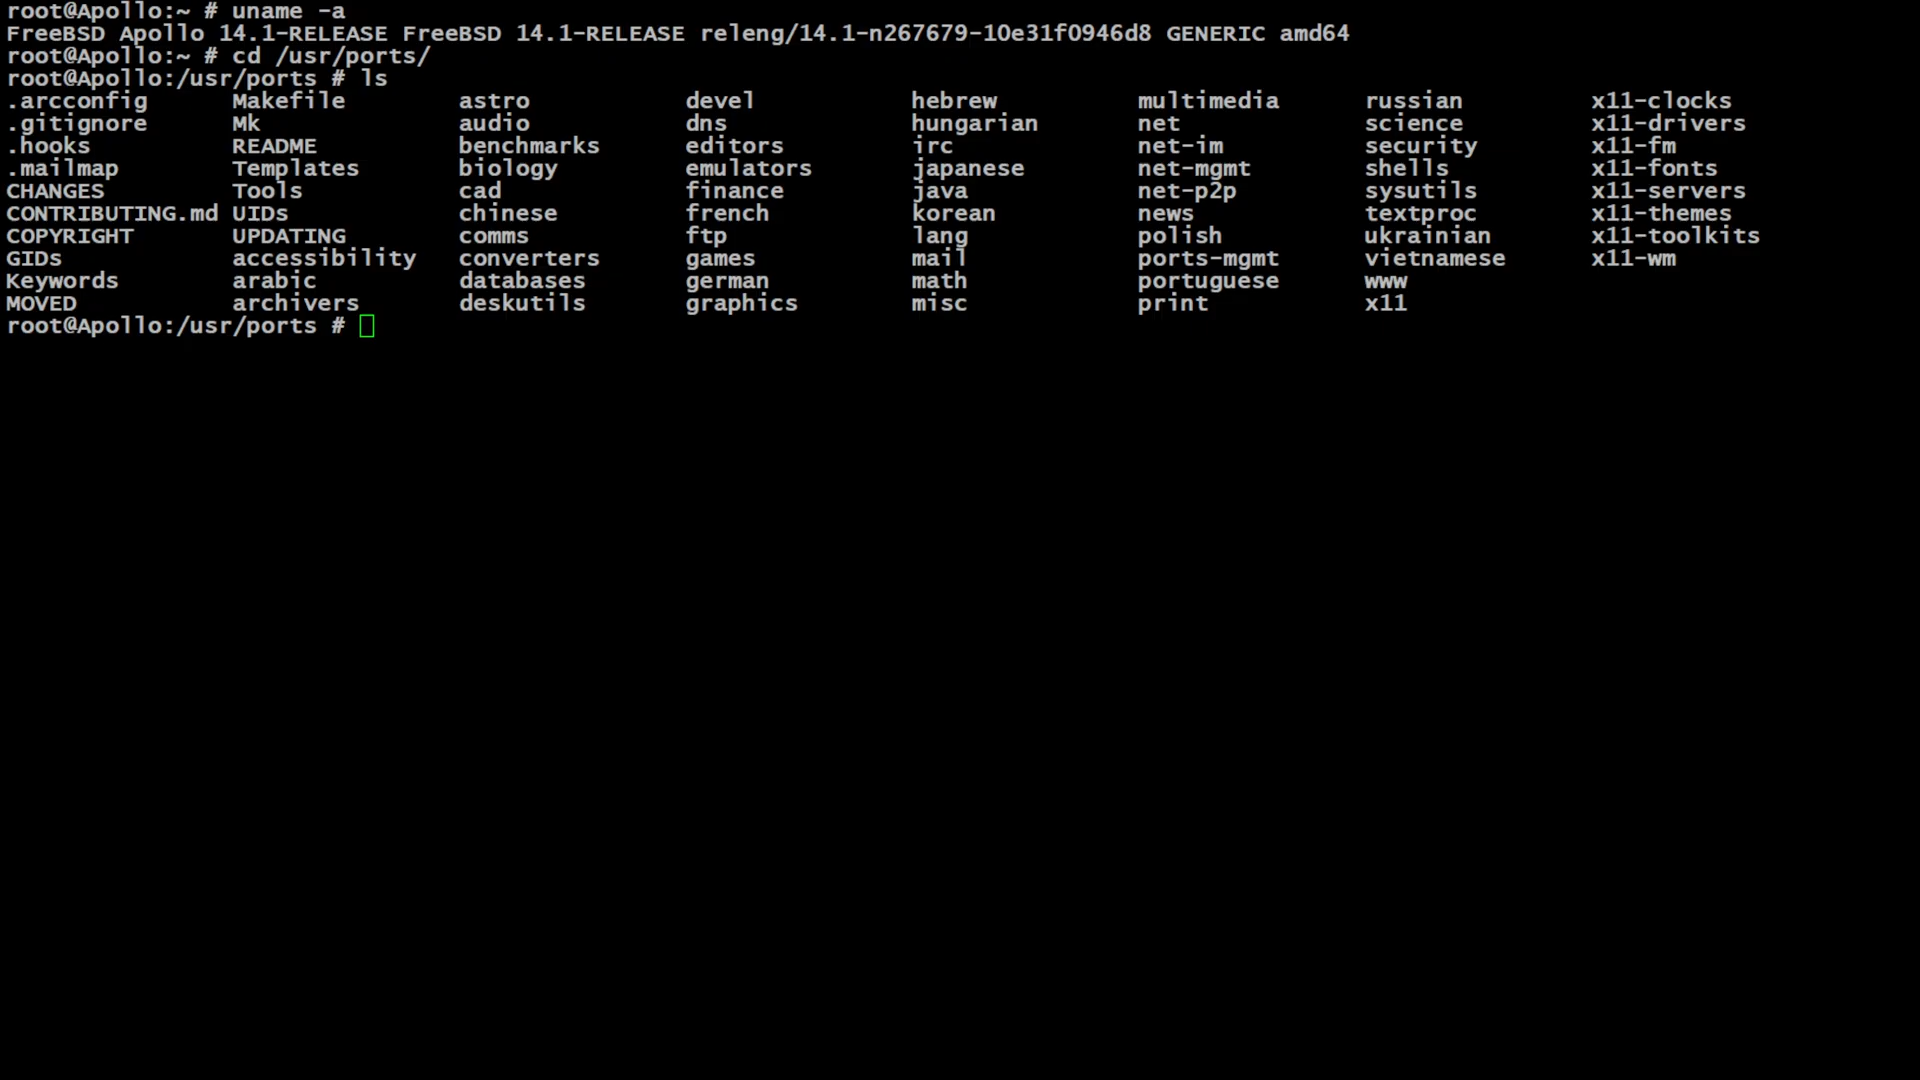 root@Apollo:~ # uname -a
FreeBSD Apollo 14.1-RELEASE FreeBSD 14.1-RELEASE releng/14.1-n267679-10e31f0946d8 GENERIC amd64
root@Apollo:~ # cd /usr/ports/
root@Apollo:/usr/ports # ls
.arcconfig Makefile astro devel hebrew multimedia russian x11-clocks
.gitignore Mk audio dns hungarian net science x11-drivers
.hooks README benchmarks editors irc net-im security x11-fm
.mailmap Templates biology emulators japanese net-mgmt shells x11-fonts
CHANGES Tools cad finance java net-p2p sysutils x11-servers
CONTRIBUTING.md UIDs chinese french korean news textproc x11-themes
COPYRIGHT UPDATING comms ftp lang polish ukrainian x11-toolkits
GIDs accessibility converters games mail ports-mgmt vietnamese x11-wm
Keywords arabic databases german math portuguese www
MOVED archivers deskutils graphics misc print x11
root@Apollo:/usr/ports #